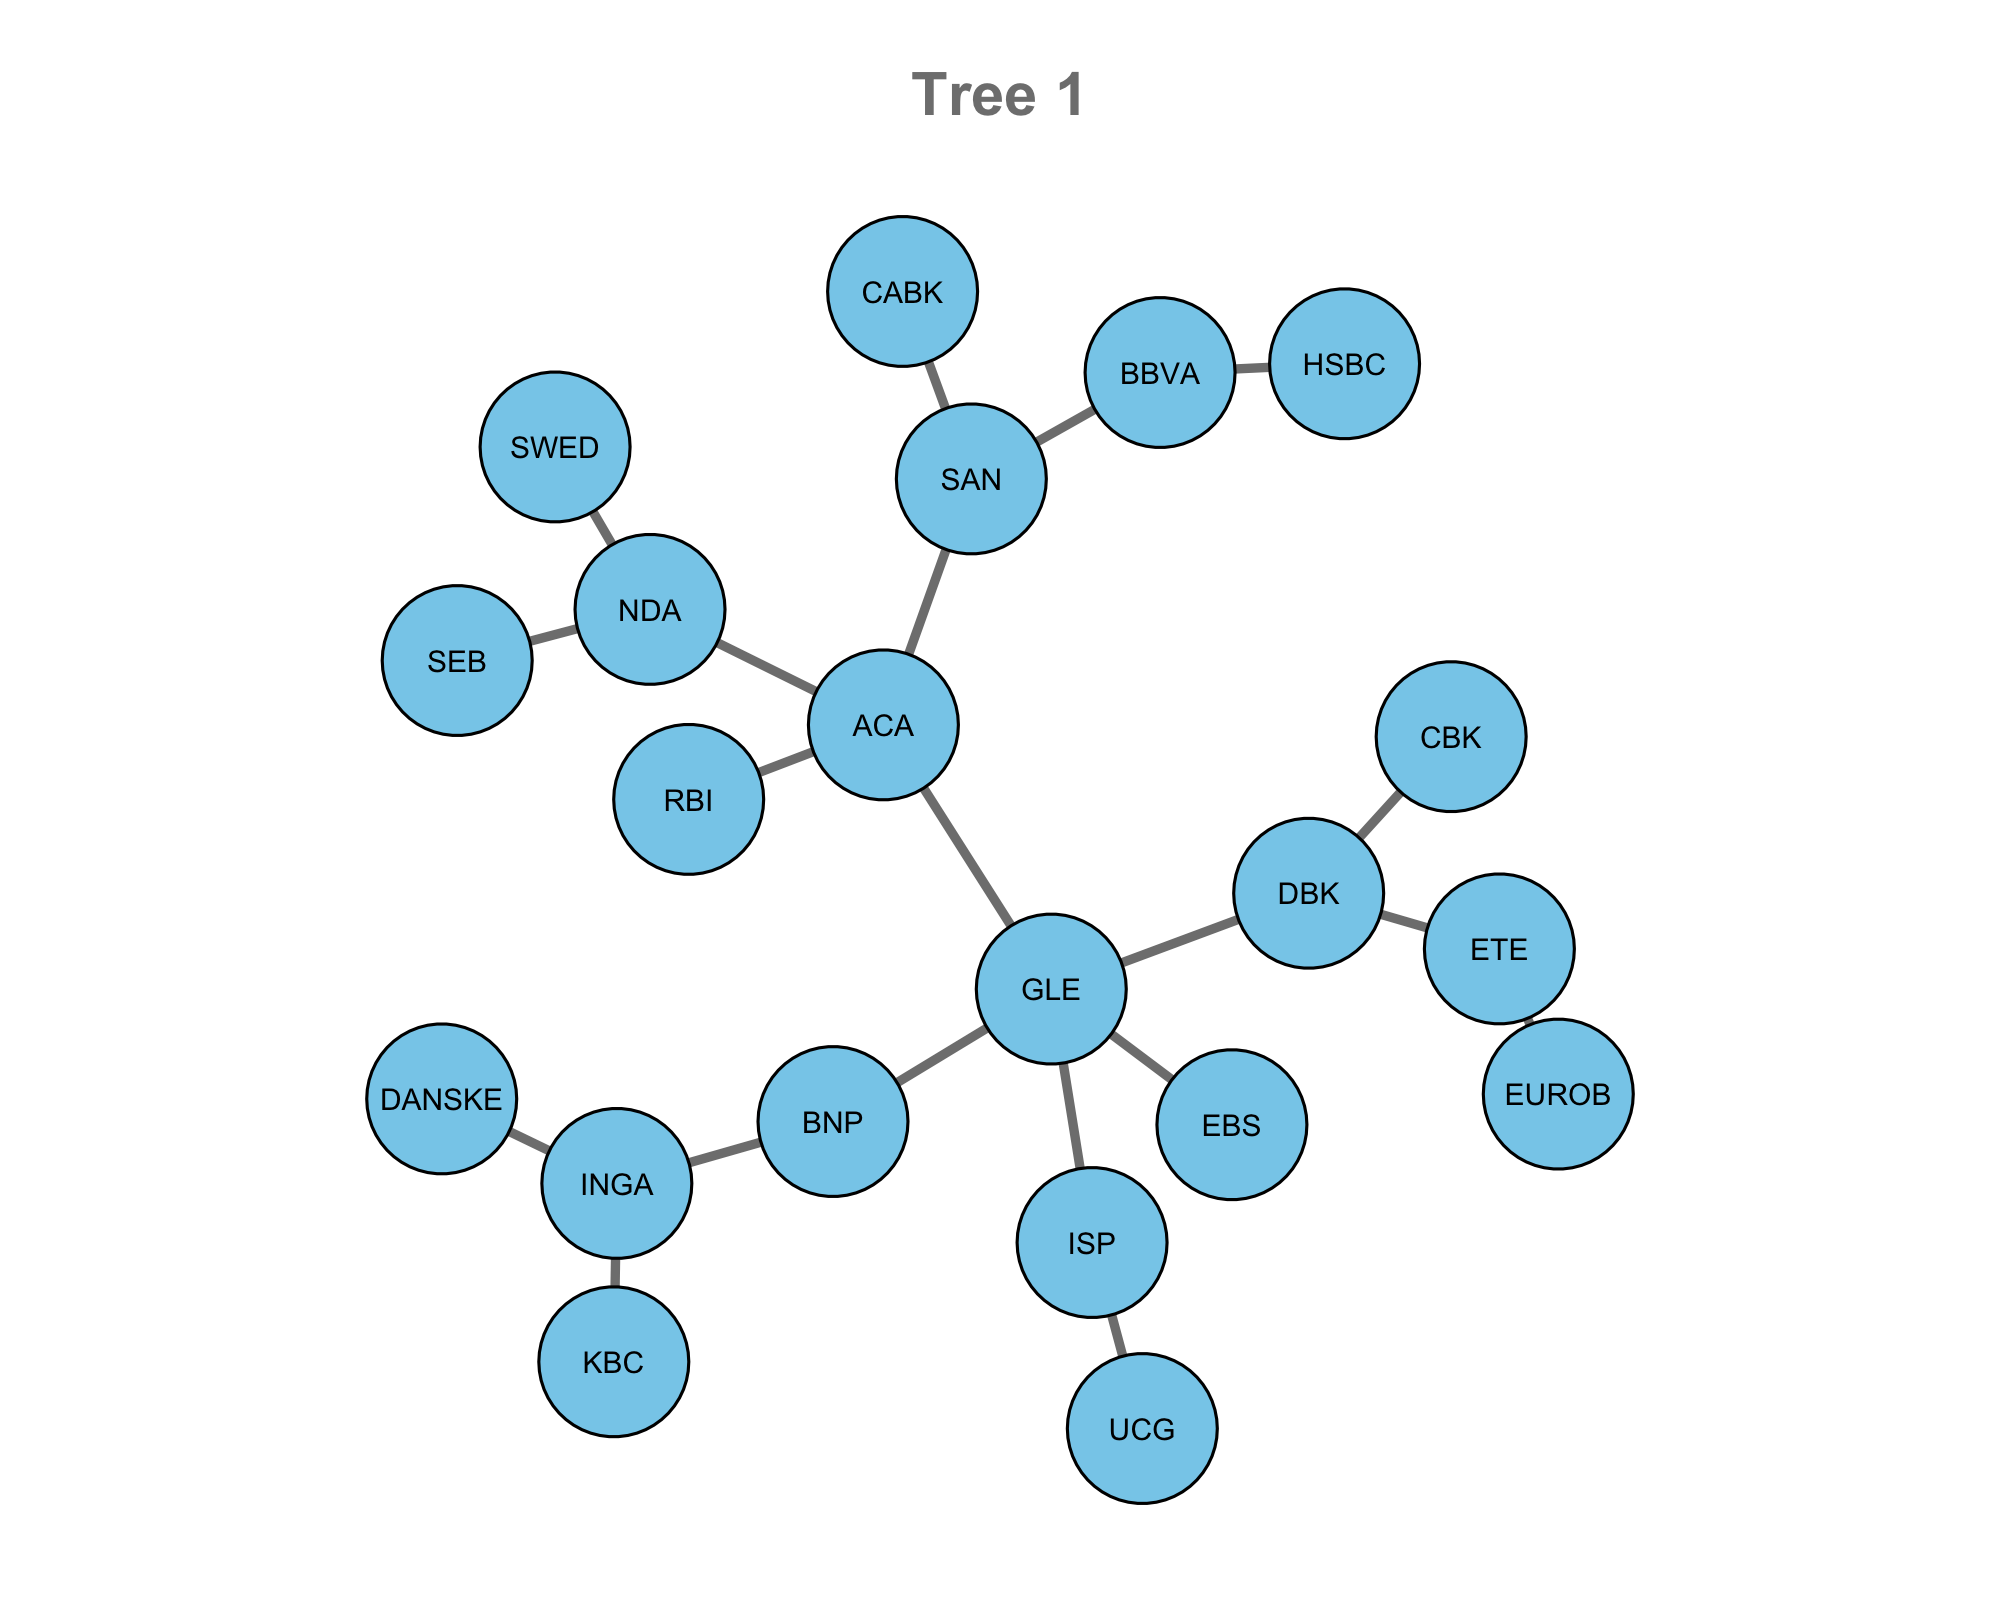 Tree 1
CABK
HSBC
BBVA
SWED
SAN
NDA
SEB
ACA
CBK
RBI
DBK
ETE
GLE
EUROB
DANSKE
BNP
EBS
INGA
ISP
KBC
UCG